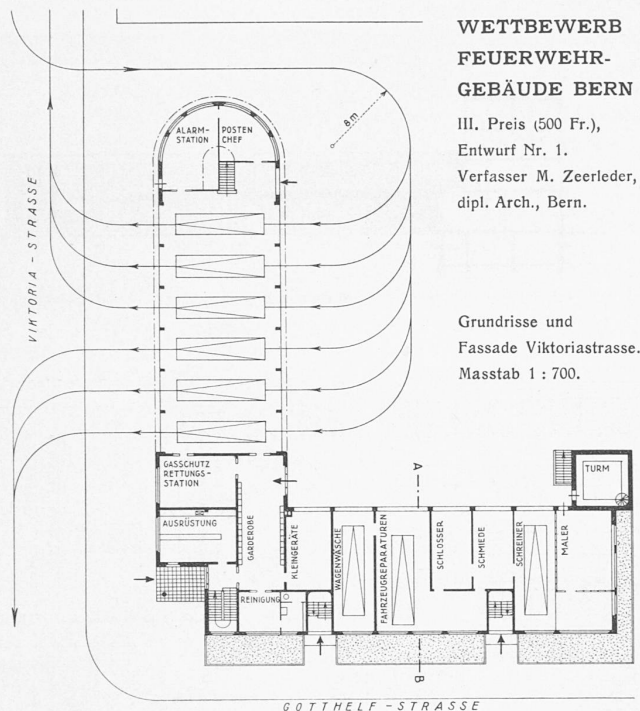 WETTBEWERB
FEUERWEHR-
GEBÄUDE BERN
III. Preis (500 Fr.),
Entwurf Nr. 1.
Verfasser M. Zeerleder,
dipl. Arch., Bern.
Grundrisse und
Fassade Viktoriastrasse.
Masstab 1 : 700.
8m
ALARM-
STATION
POSTEN
CHEF
VIKTORIA - STRASSE
GASSCHUTZ
RETTUNGS-
STATION
AUSRÜSTUNG
GARDEROBE
REINIGUNG
KLEINGERÄTE
WAGENWÄSCHE
FAHRZEUGREPARATUREN
SCHLOSSER
SCHMIEDE
SCHREINER
MALER
TURM
A
B
GOTTHELF - STRASSE